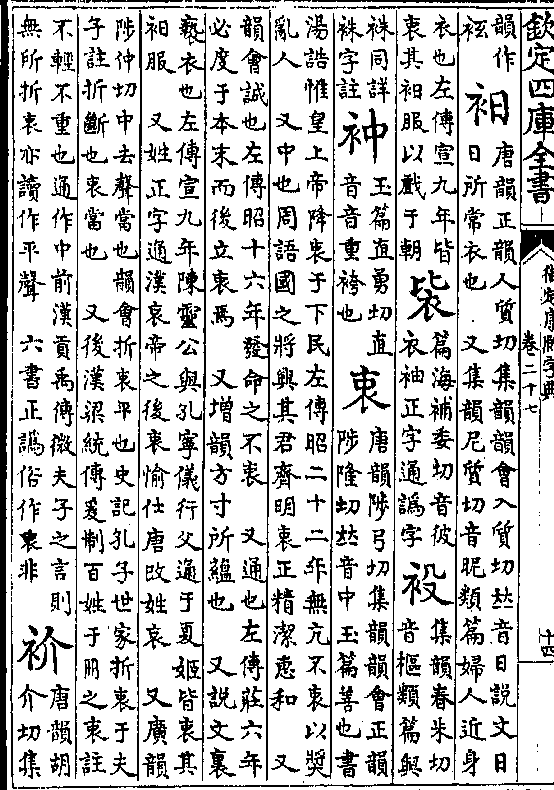 欽定四庫全書
御定康熙字典
卷二十七
十四
韻作
衵
唐韻正韻人質切集韻韻會入質切𠀤音日說文日
日所常衣也 又集韻尼質切音昵類篇婦人近身
衣也左傳宣九年皆
衷其衵服以戲于朝
篇海補委切音彼
衣袖正字通譌字
集韻春朱切
音樞類篇與
袾同詳
袾字註
衶
玉篇直勇切直
音音重袴也
衷
唐韻陟弓切集韻韻會正韻
陟隆切𠀤音中玉篇善也書
湯誥惟皇上帝降衷于下民左傳昭二十二年無亢不衷以奬
亂人 又中也周語國之將興其君齊明衷正精潔惠和 又
韻會誠也左傳昭十六年發命之不衷 又通也左傳莊六年
必度于本末而後立衷焉 又增韻方寸所蘊也 又說文裏
褻衣也左傳宣九年陳靈公與孔寧儀行父通于夏姬皆衷其
衵服 又姓正字通漢哀帝之後衷愉仕唐改姓哀 又廣韻
陟仲切中去聲當也韻會折衷平也史記孔子世家折衷于夫
子註折斷也衷當也 又後漢梁統傳爰制百姓于刑之衷註
不輕不重也通作中前漢貢禹傳微夫子之言則
無所折衷亦讀作平聲 六書正譌俗作衷非
衸
唐韻胡
介切集